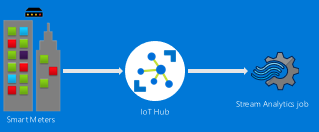 Smart Meters
IoT Hub
Stream Analytics job